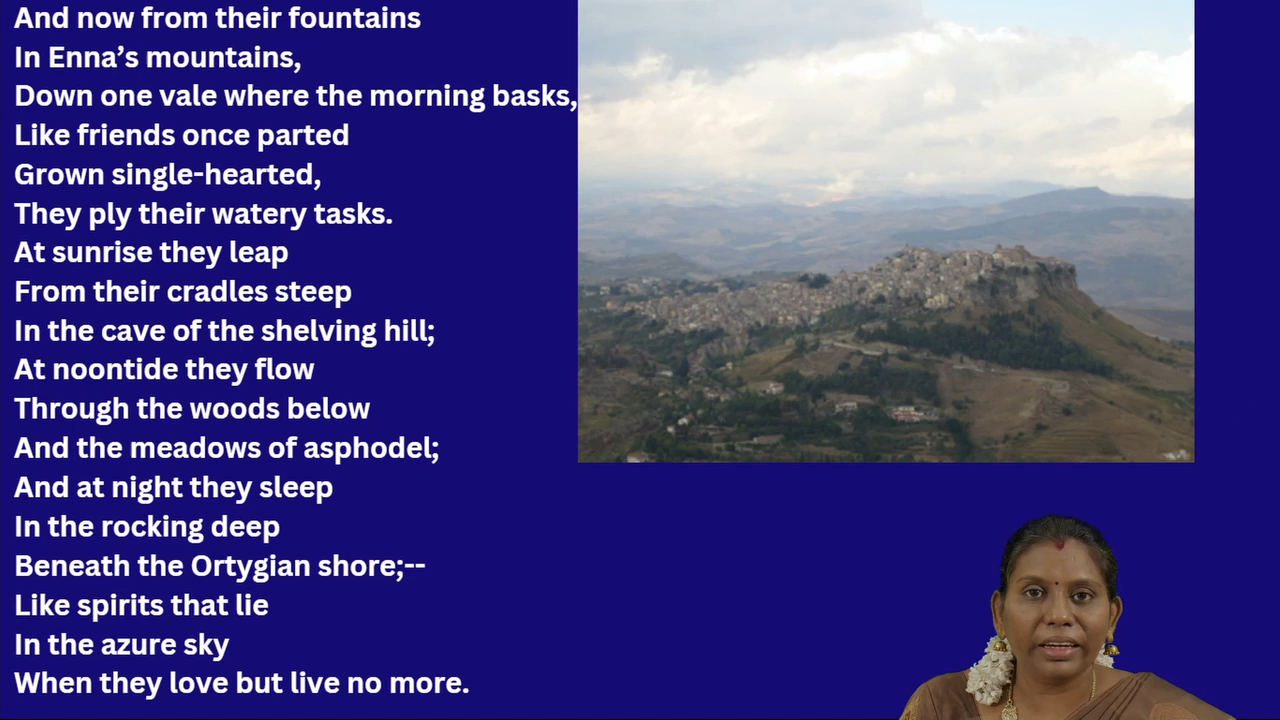 And now from their fountains
In Enna’s mountains,
Down one vale where the morning basks,
Like friends once parted
Grown single-hearted,
They ply their watery tasks.
At sunrise they leap
From their cradles steep
In the cave of the shelving hill;
At noontide they flow
Through the woods below
And the meadows of asphodel;
And at night they sleep
In the rocking deep
Beneath the Ortygian shore;--
Like spirits that lie
In the azure sky
When they love but live no more.